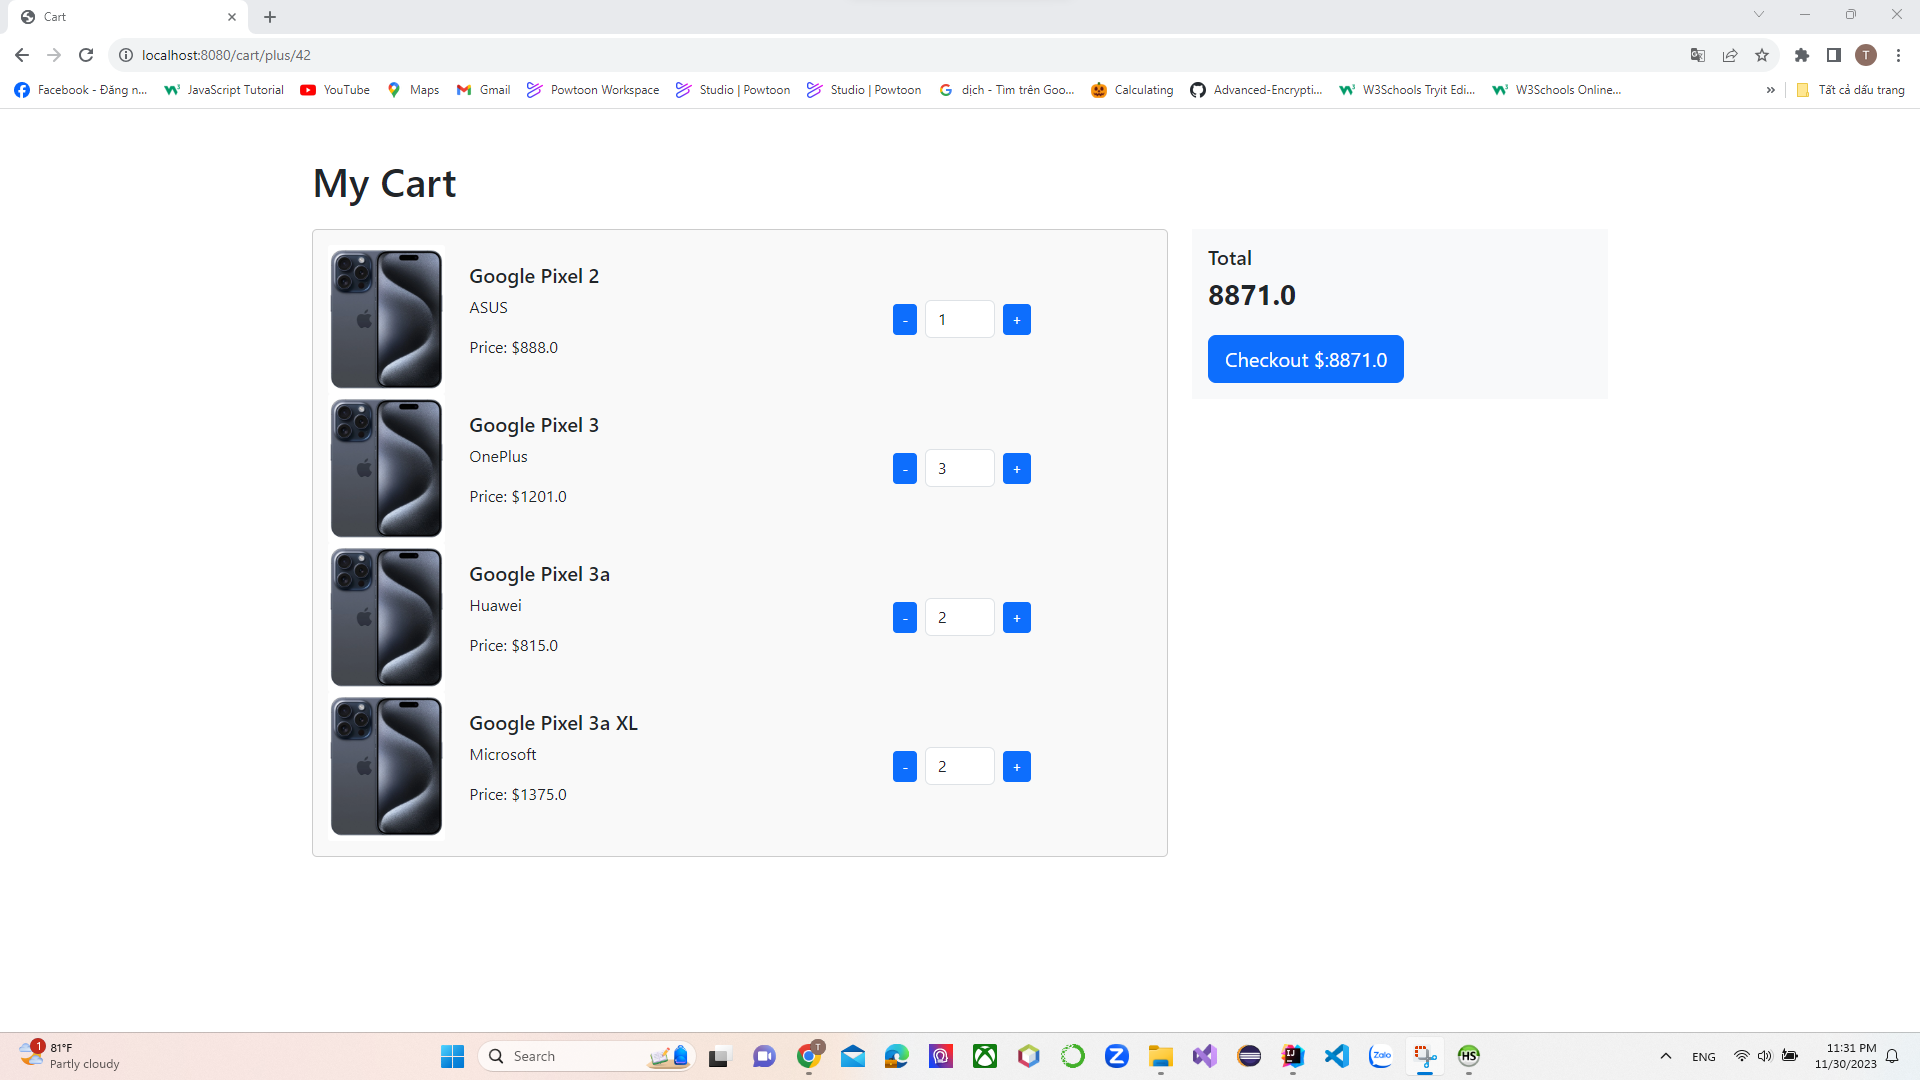 Cart
localhost:8080/cart/plus/42
T
Facebook - Đăng n...
JavaScript Tutorial
YouTube
Maps
Gmail
Powtoon Workspace
Studio | Powtoon
Studio | Powtoon
dịch - Tìm trên Goo...
Calculating
Advanced-Encrypti...
W3Schools Tryit Edi...
W3Schools Online...
»
Tất cả dấu trang
My Cart
Google Pixel 2
ASUS
Price: $888.0
- 1 +
Google Pixel 3
OnePlus
Price: $1201.0
- 3 +
Google Pixel 3a
Huawei
Price: $815.0
- 2 +
Google Pixel 3a XL
Microsoft
Price: $1375.0
- 2 +
Total
8871.0
Checkout $:8871.0
1
81°F
Partly cloudy
Search
T
Zalo
HS
ENG
11:31 PM
11/30/2023